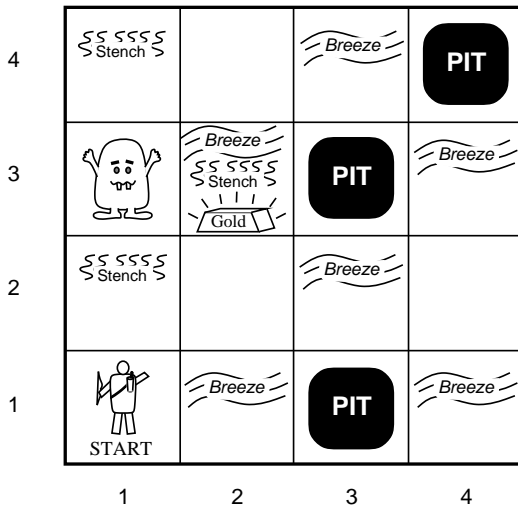 4
Stench
Breeze
PIT
3
Breeze
Stench
Gold
PIT
Breeze
2
Stench
Breeze
1
START
Breeze
PIT
Breeze
1 2 3 4